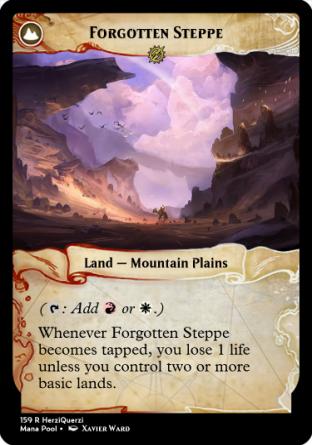 Forgotten Steppe
Land — Mountain Plains
(: Add or .)
Whenever Forgotten Steppe
becomes tapped, you lose 1 life
unless you control two or more
basic lands.
159 R HerziQuerzi
Mana Pool • Xavier Ward